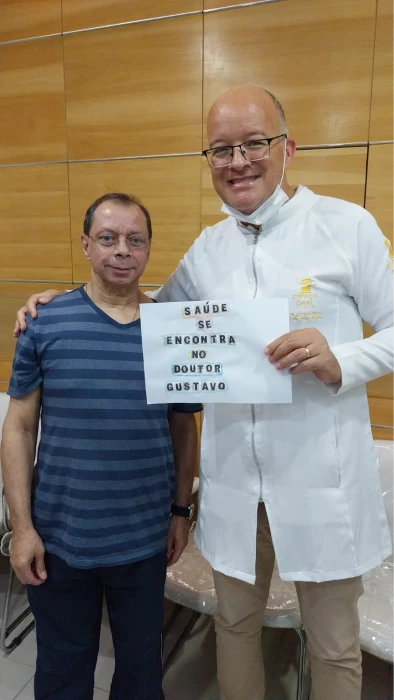 SAÚDE
SE
ENCONTRA
NO
DOUTOR
GUSTAVO